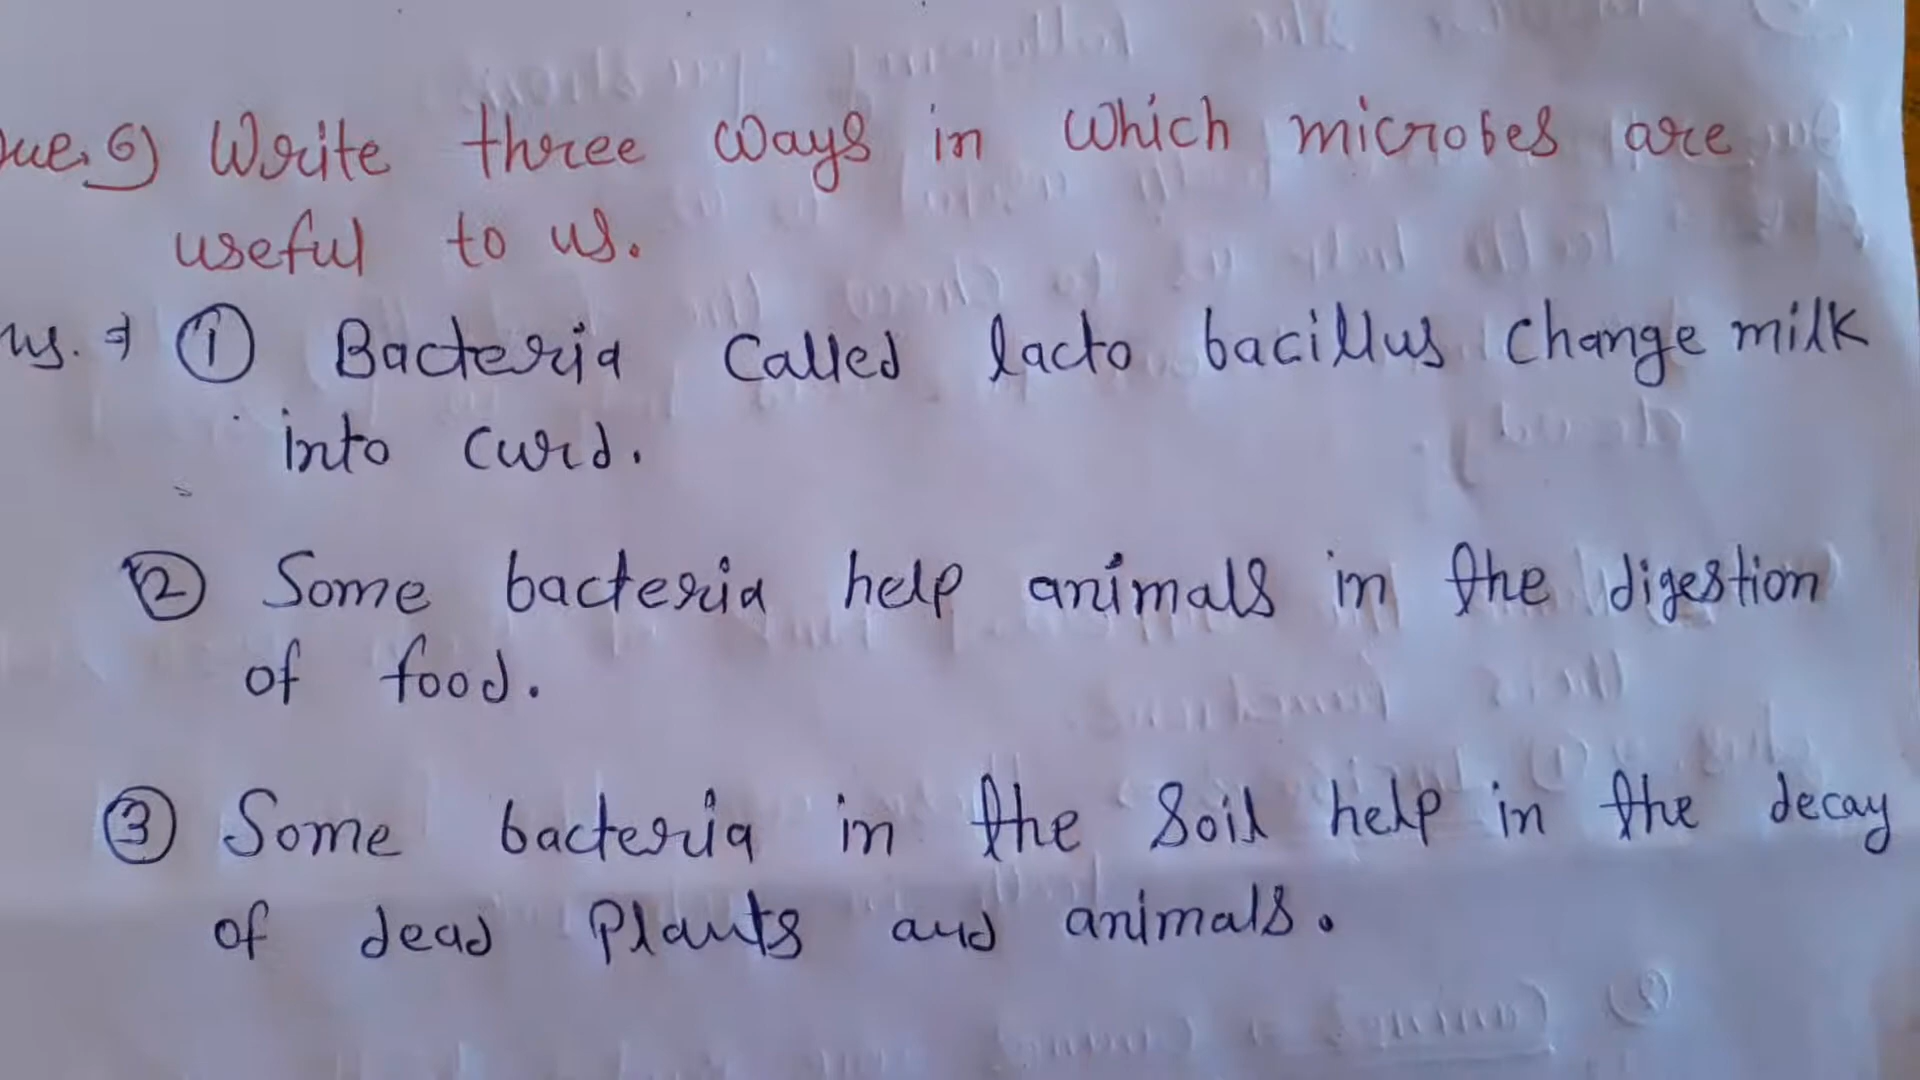 Que. 6) Write three ways in which microbes are
useful to us.
Ans. ⇒ ① Bacteria called lacto bacillus change milk
into curd.
② Some bacteria help animals in the digestion
of food.
③ Some bacteria in the soil help in the decay
of dead plants and animals.